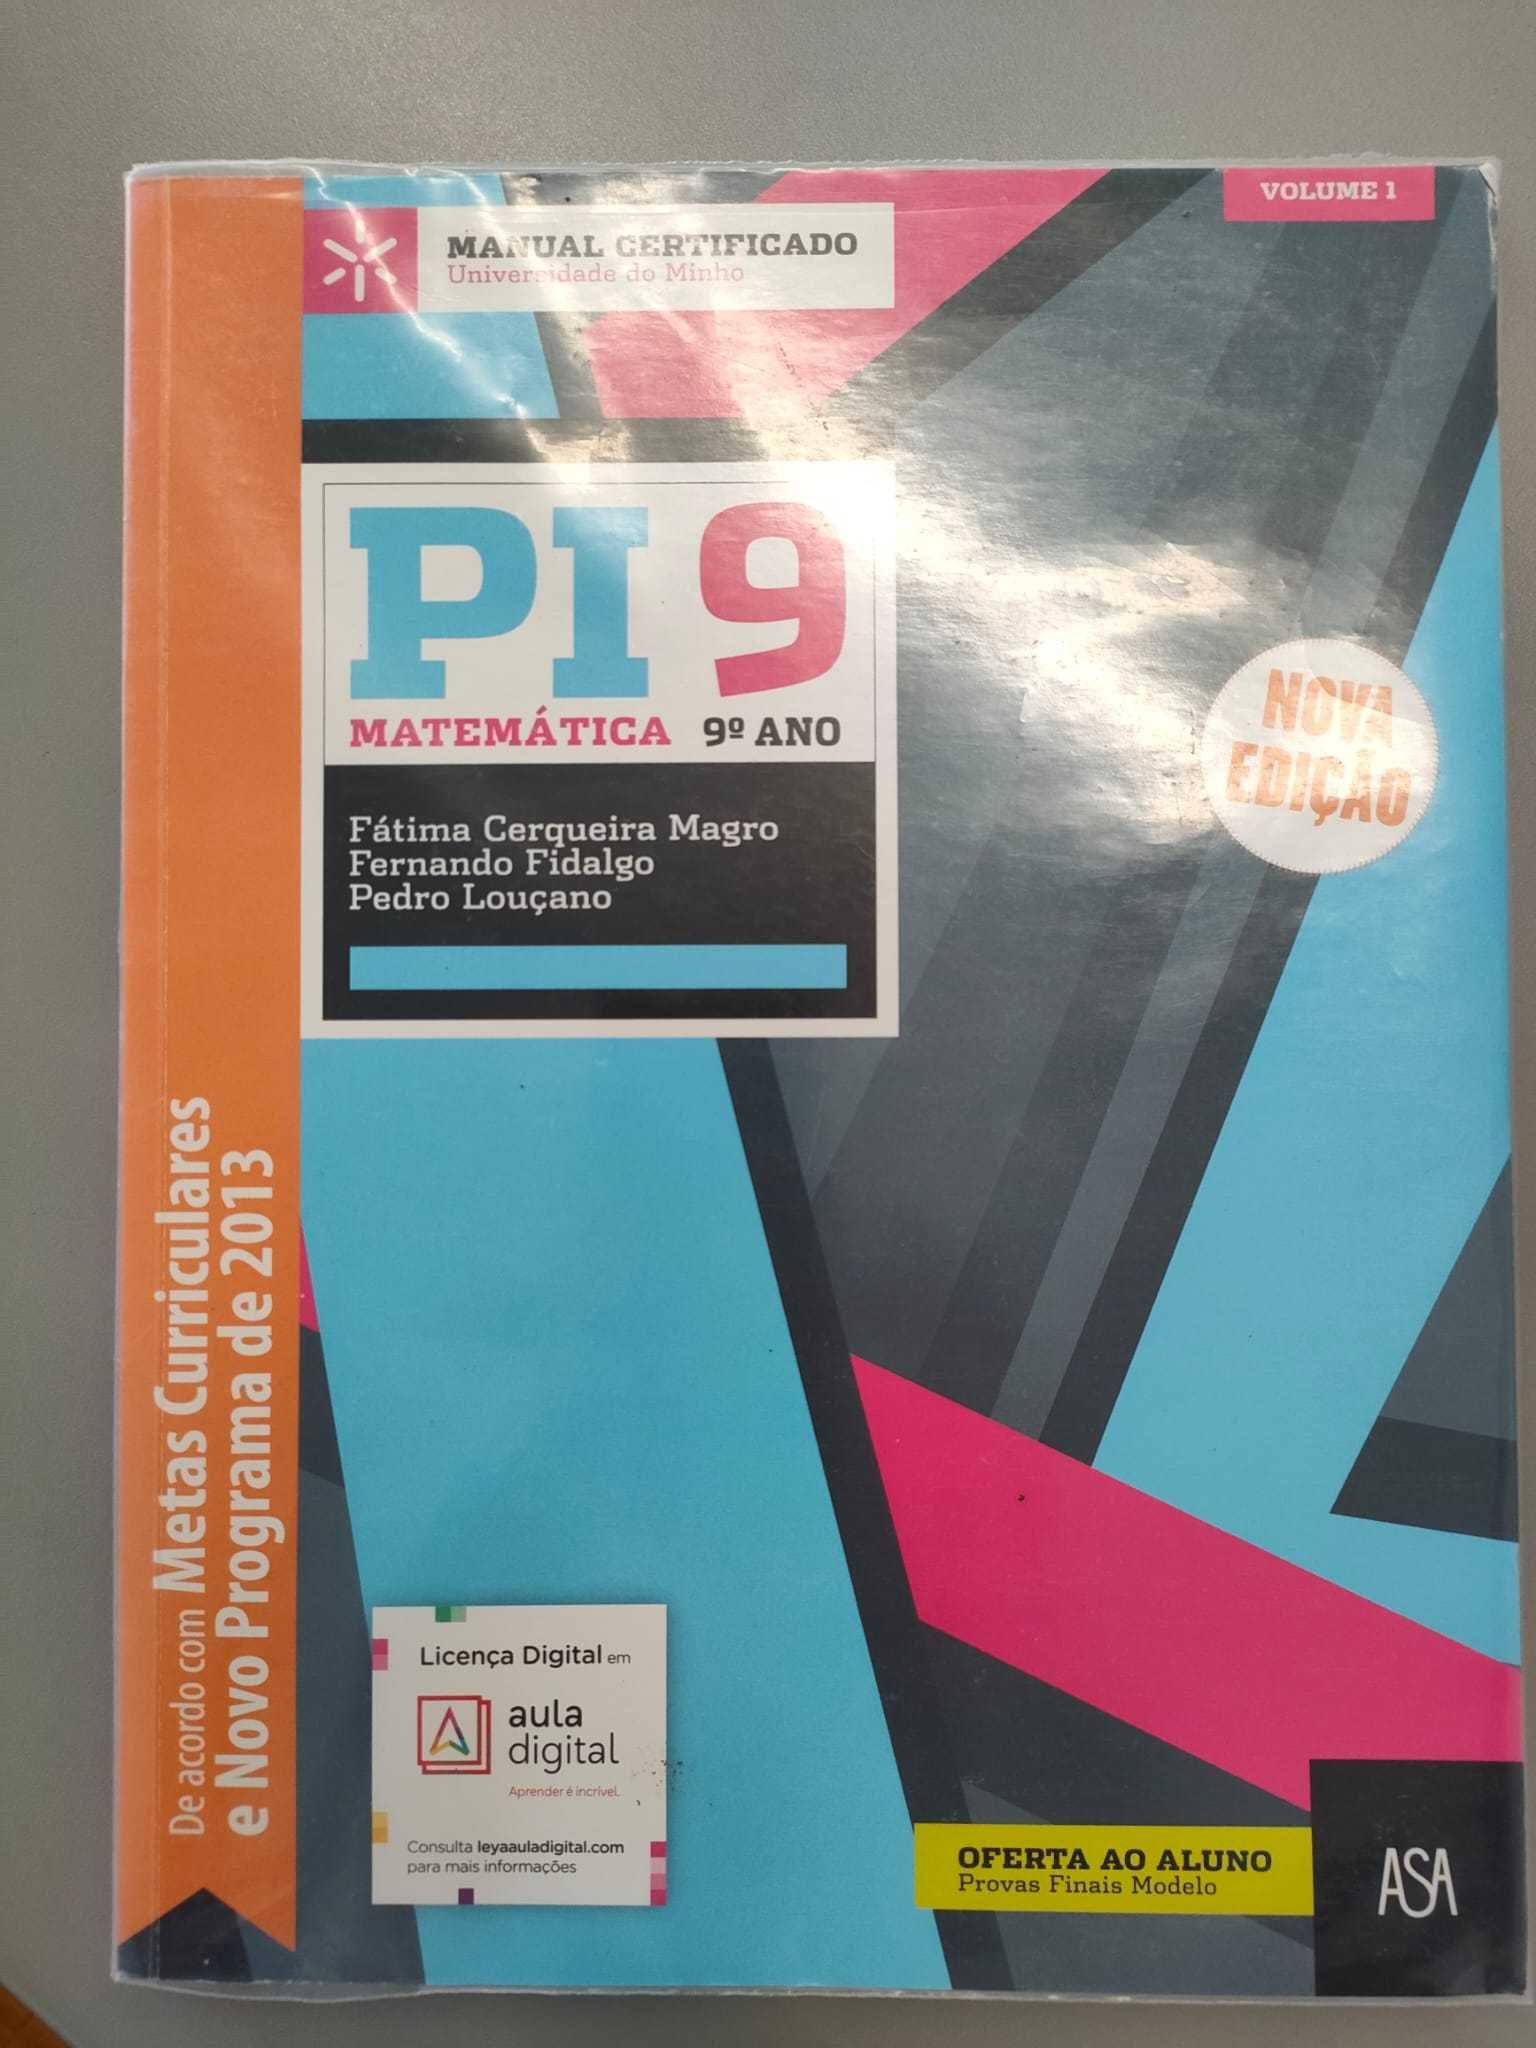 VOLUME 1
MANUAL CERTIFICADO
Universidade do Minho
PI 9
MATEMÁTICA 9º ANO
Fátima Cerqueira Magro
Fernando Fidalgo
Pedro Louçano
NOVA
EDIÇÃO
De acordo com Metas Curriculares
e Novo Programa de 2013
Licença Digital em
aula
digital
Aprender é incrível.
Consulta leyaauladigital.com
para mais informações
OFERTA AO ALUNO
Provas Finais Modelo
ASA